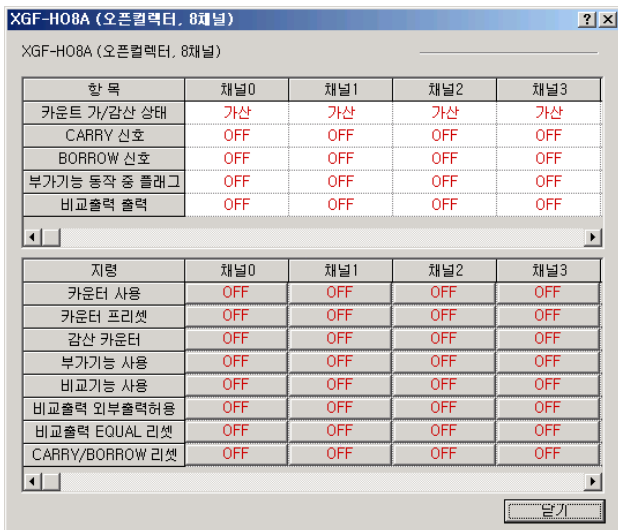 XGF-HO8A (오픈컬렉터, 8채널)
XGF-HO8A (오픈컬렉터, 8채널)
항 목 채널0 채널1 채널2 채널3
카운트 가/감산 상태 가산 가산 가산 가산
CARRY 신호 OFF OFF OFF OFF
BORROW 신호 OFF OFF OFF OFF
부가기능 동작 중 플래그 OFF OFF OFF OFF
비교출력 출력 OFF OFF OFF OFF
지령 채널0 채널1 채널2 채널3
카운터 사용 OFF OFF OFF OFF
카운터 프리셋 OFF OFF OFF OFF
감산 카운터 OFF OFF OFF OFF
부가기능 사용 OFF OFF OFF OFF
비교기능 사용 OFF OFF OFF OFF
비교출력 외부출력허용 OFF OFF OFF OFF
비교출력 EQUAL 리셋 OFF OFF OFF OFF
CARRY/BORROW 리셋 OFF OFF OFF OFF
닫기